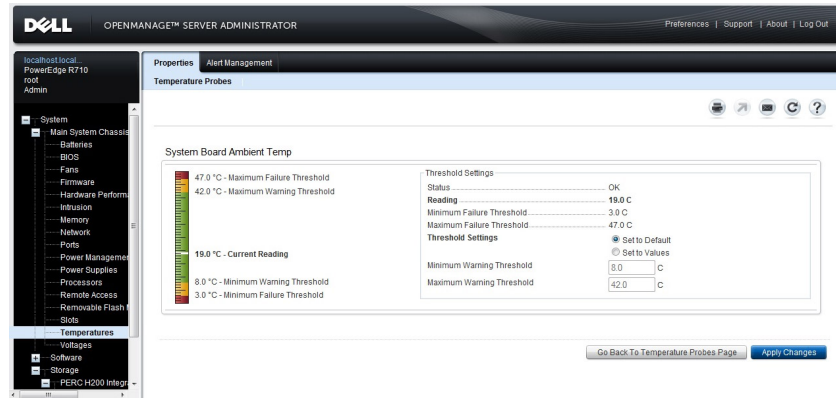 DELL OPENMANAGE™ SERVER ADMINISTRATOR
Preferences | Support | About | Log Out
localhost.local...
PowerEdge R710
root
Admin
Properties Alert Management
Temperature Probes
System
Main System Chassis
Batteries
BIOS
Fans
Firmware
Hardware Performa
Intrusion
Memory
Network
Ports
Power Managemen
Power Supplies
Processors
Remote Access
Removable Flash M
Slots
Temperatures
Voltages
Software
Storage
PERC H200 Integr
System Board Ambient Temp
47.0 °C - Maximum Failure Threshold
42.0 °C - Maximum Warning Threshold
19.0 °C - Current Reading
8.0 °C - Minimum Warning Threshold
3.0 °C - Minimum Failure Threshold
Threshold Settings
Status OK
Reading 19.0 C
Minimum Failure Threshold 3.0 C
Maximum Failure Threshold 47.0 C
Threshold Settings Set to Default
Set to Values
Minimum Warning Threshold 8.0 C
Maximum Warning Threshold 42.0 C
Go Back To Temperature Probes Page Apply Changes